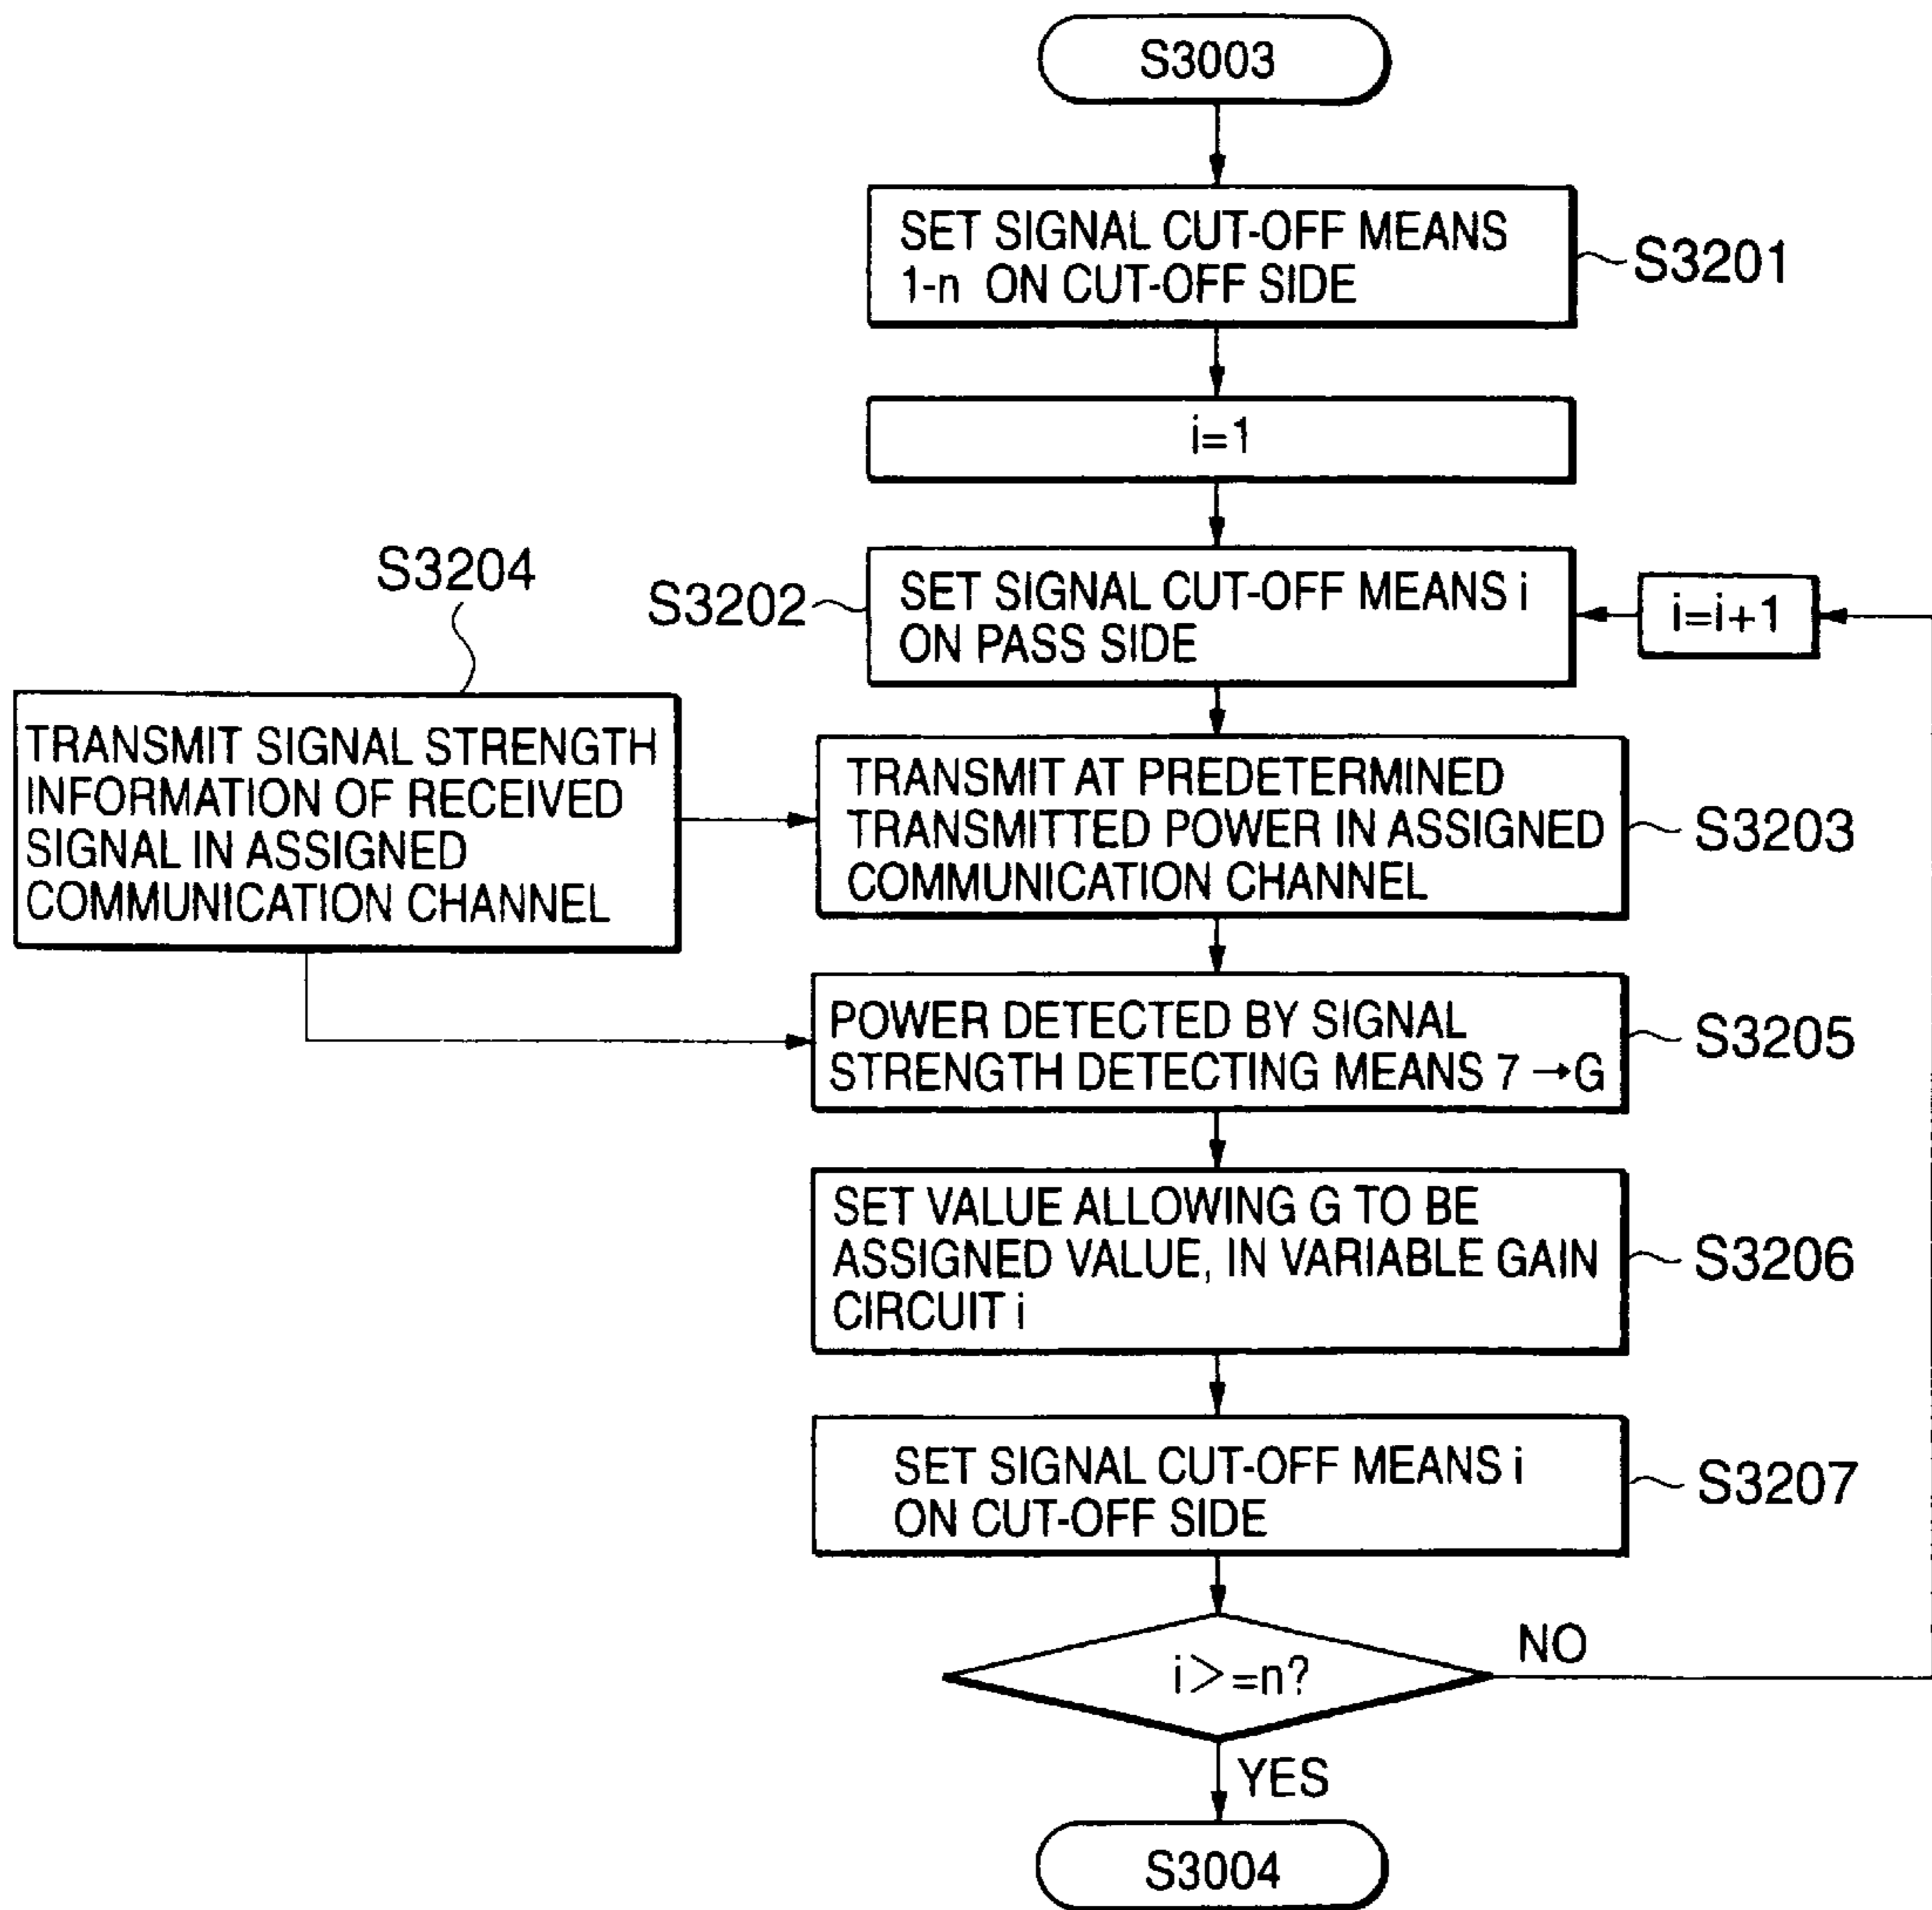 S3003
SET SIGNAL CUT-OFF MEANS
1-n ON CUT-OFF SIDE
S3201
i=1
S3204
S3202
SET SIGNAL CUT-OFF MEANS i
ON PASS SIDE
i=i+1
TRANSMIT SIGNAL STRENGTH
INFORMATION OF RECEIVED
SIGNAL IN ASSIGNED
COMMUNICATION CHANNEL
TRANSMIT AT PREDETERMINED
TRANSMITTED POWER IN ASSIGNED
COMMUNICATION CHANNEL
S3203
POWER DETECTED BY SIGNAL
STRENGTH DETECTING MEANS 7 →G
S3205
SET VALUE ALLOWING G TO BE
ASSIGNED VALUE, IN VARIABLE GAIN
CIRCUIT i
S3206
SET SIGNAL CUT-OFF MEANS i
ON CUT-OFF SIDE
S3207
i>=n?
NO
YES
S3004